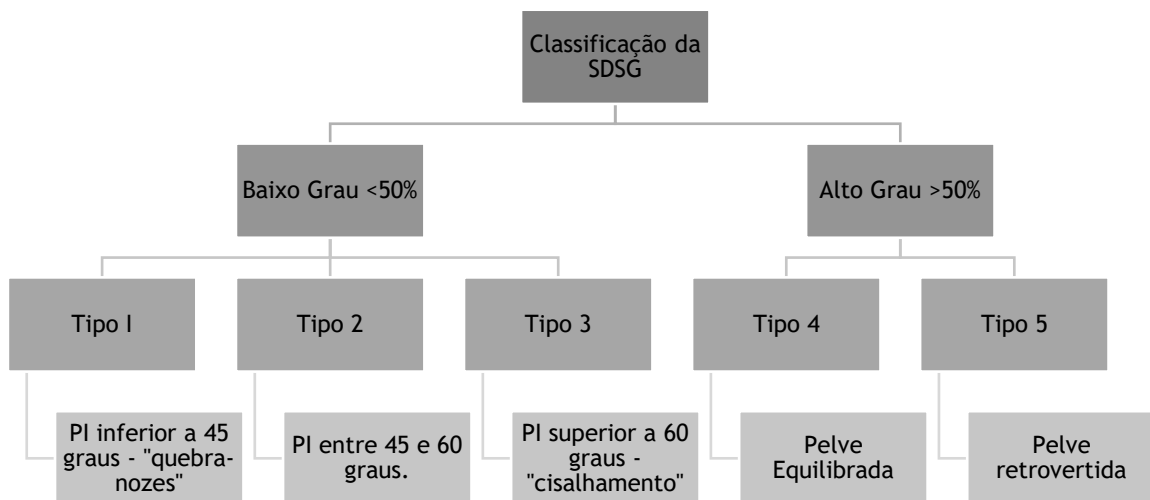 Classificação da
SDSG
Baixo Grau <50%
Alto Grau >50%
Tipo I
Tipo 2
Tipo 3
Tipo 4
Tipo 5
PI inferior a 45
graus - "quebra-
nozes"
PI entre 45 e 60
graus.
PI superior a 60
graus -
"cisalhamento"
Pelve
Equilibrada
Pelve
retrovertida